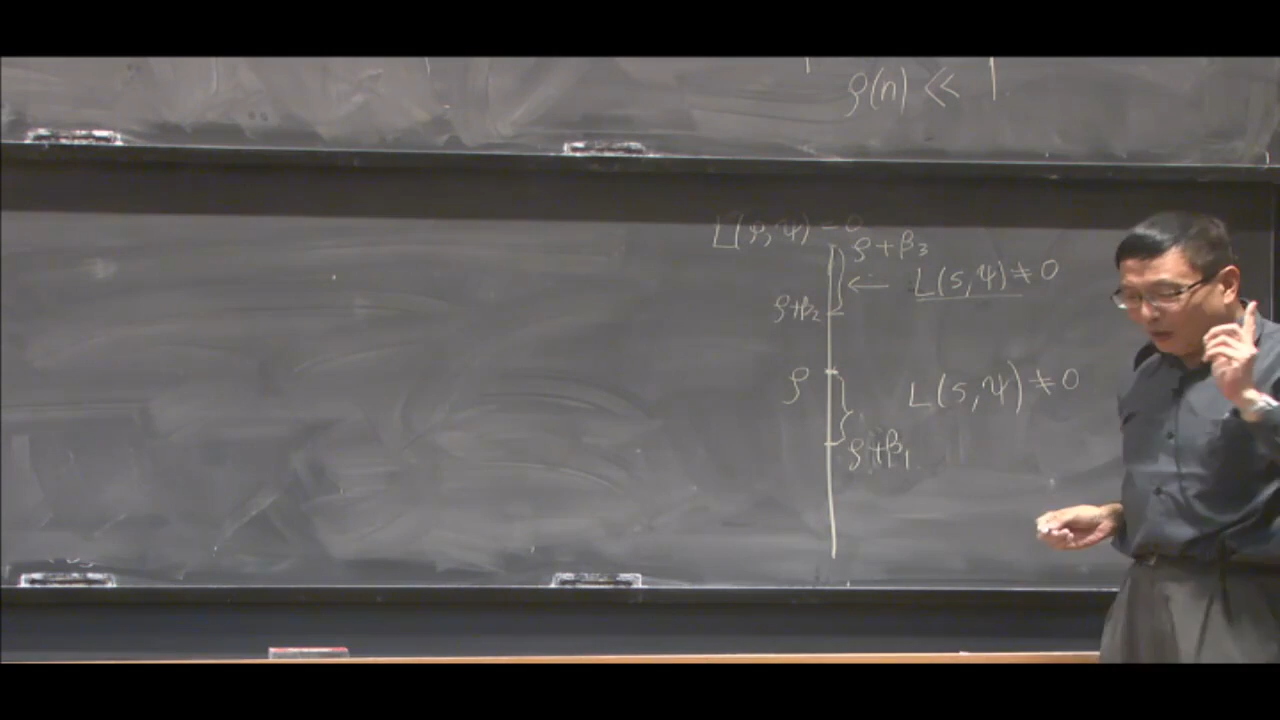 ρ(n) ≪ 1
L(ρ, ψ) = 0
ρ + β₃
L(s, ψ) ≠ 0
ρ+β₂
ρ
L(s, ψ) ≠ 0
ρ+β₁